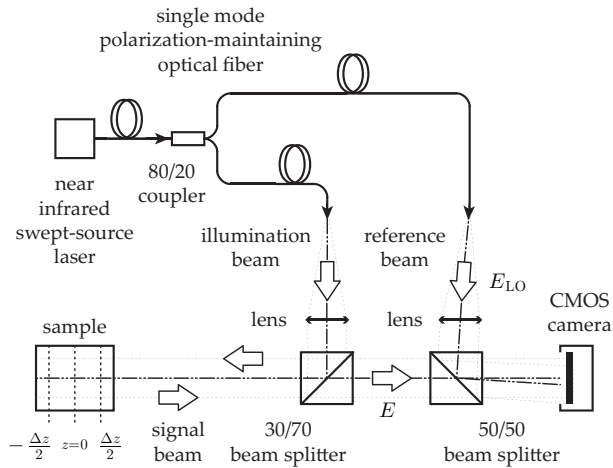 single mode
polarization-maintaining
optical fiber
80/20
coupler
near
infrared
swept-source
laser
illumination
beam
reference
beam
E_LO
CMOS
camera
sample
lens
lens
− Δz/2 z=0 Δz/2
signal
beam
E
30/70
beam splitter
50/50
beam splitter